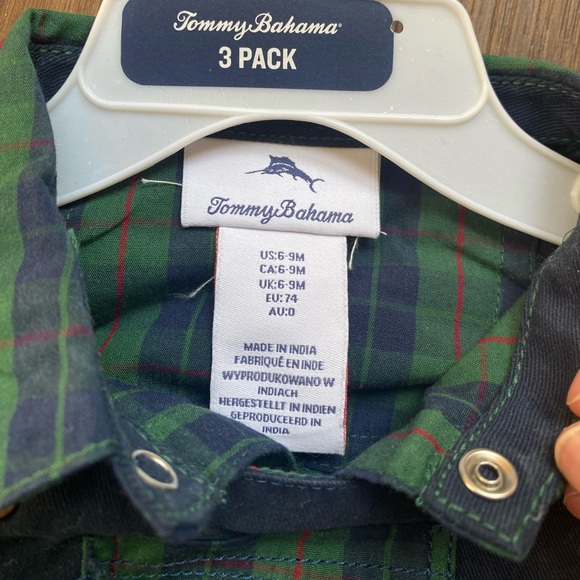 Tommy Bahama®
3 PACK
Tommy Bahama
US:6-9M
CA:6-9M
UK:6-9M
EU:74
AU:0
MADE IN INDIA
FABRIQUÉ EN INDE
WYPRODUKOWANO W
INDIACH
HERGESTELLT IN INDIEN
GEPRODUCEERD IN
INDIA